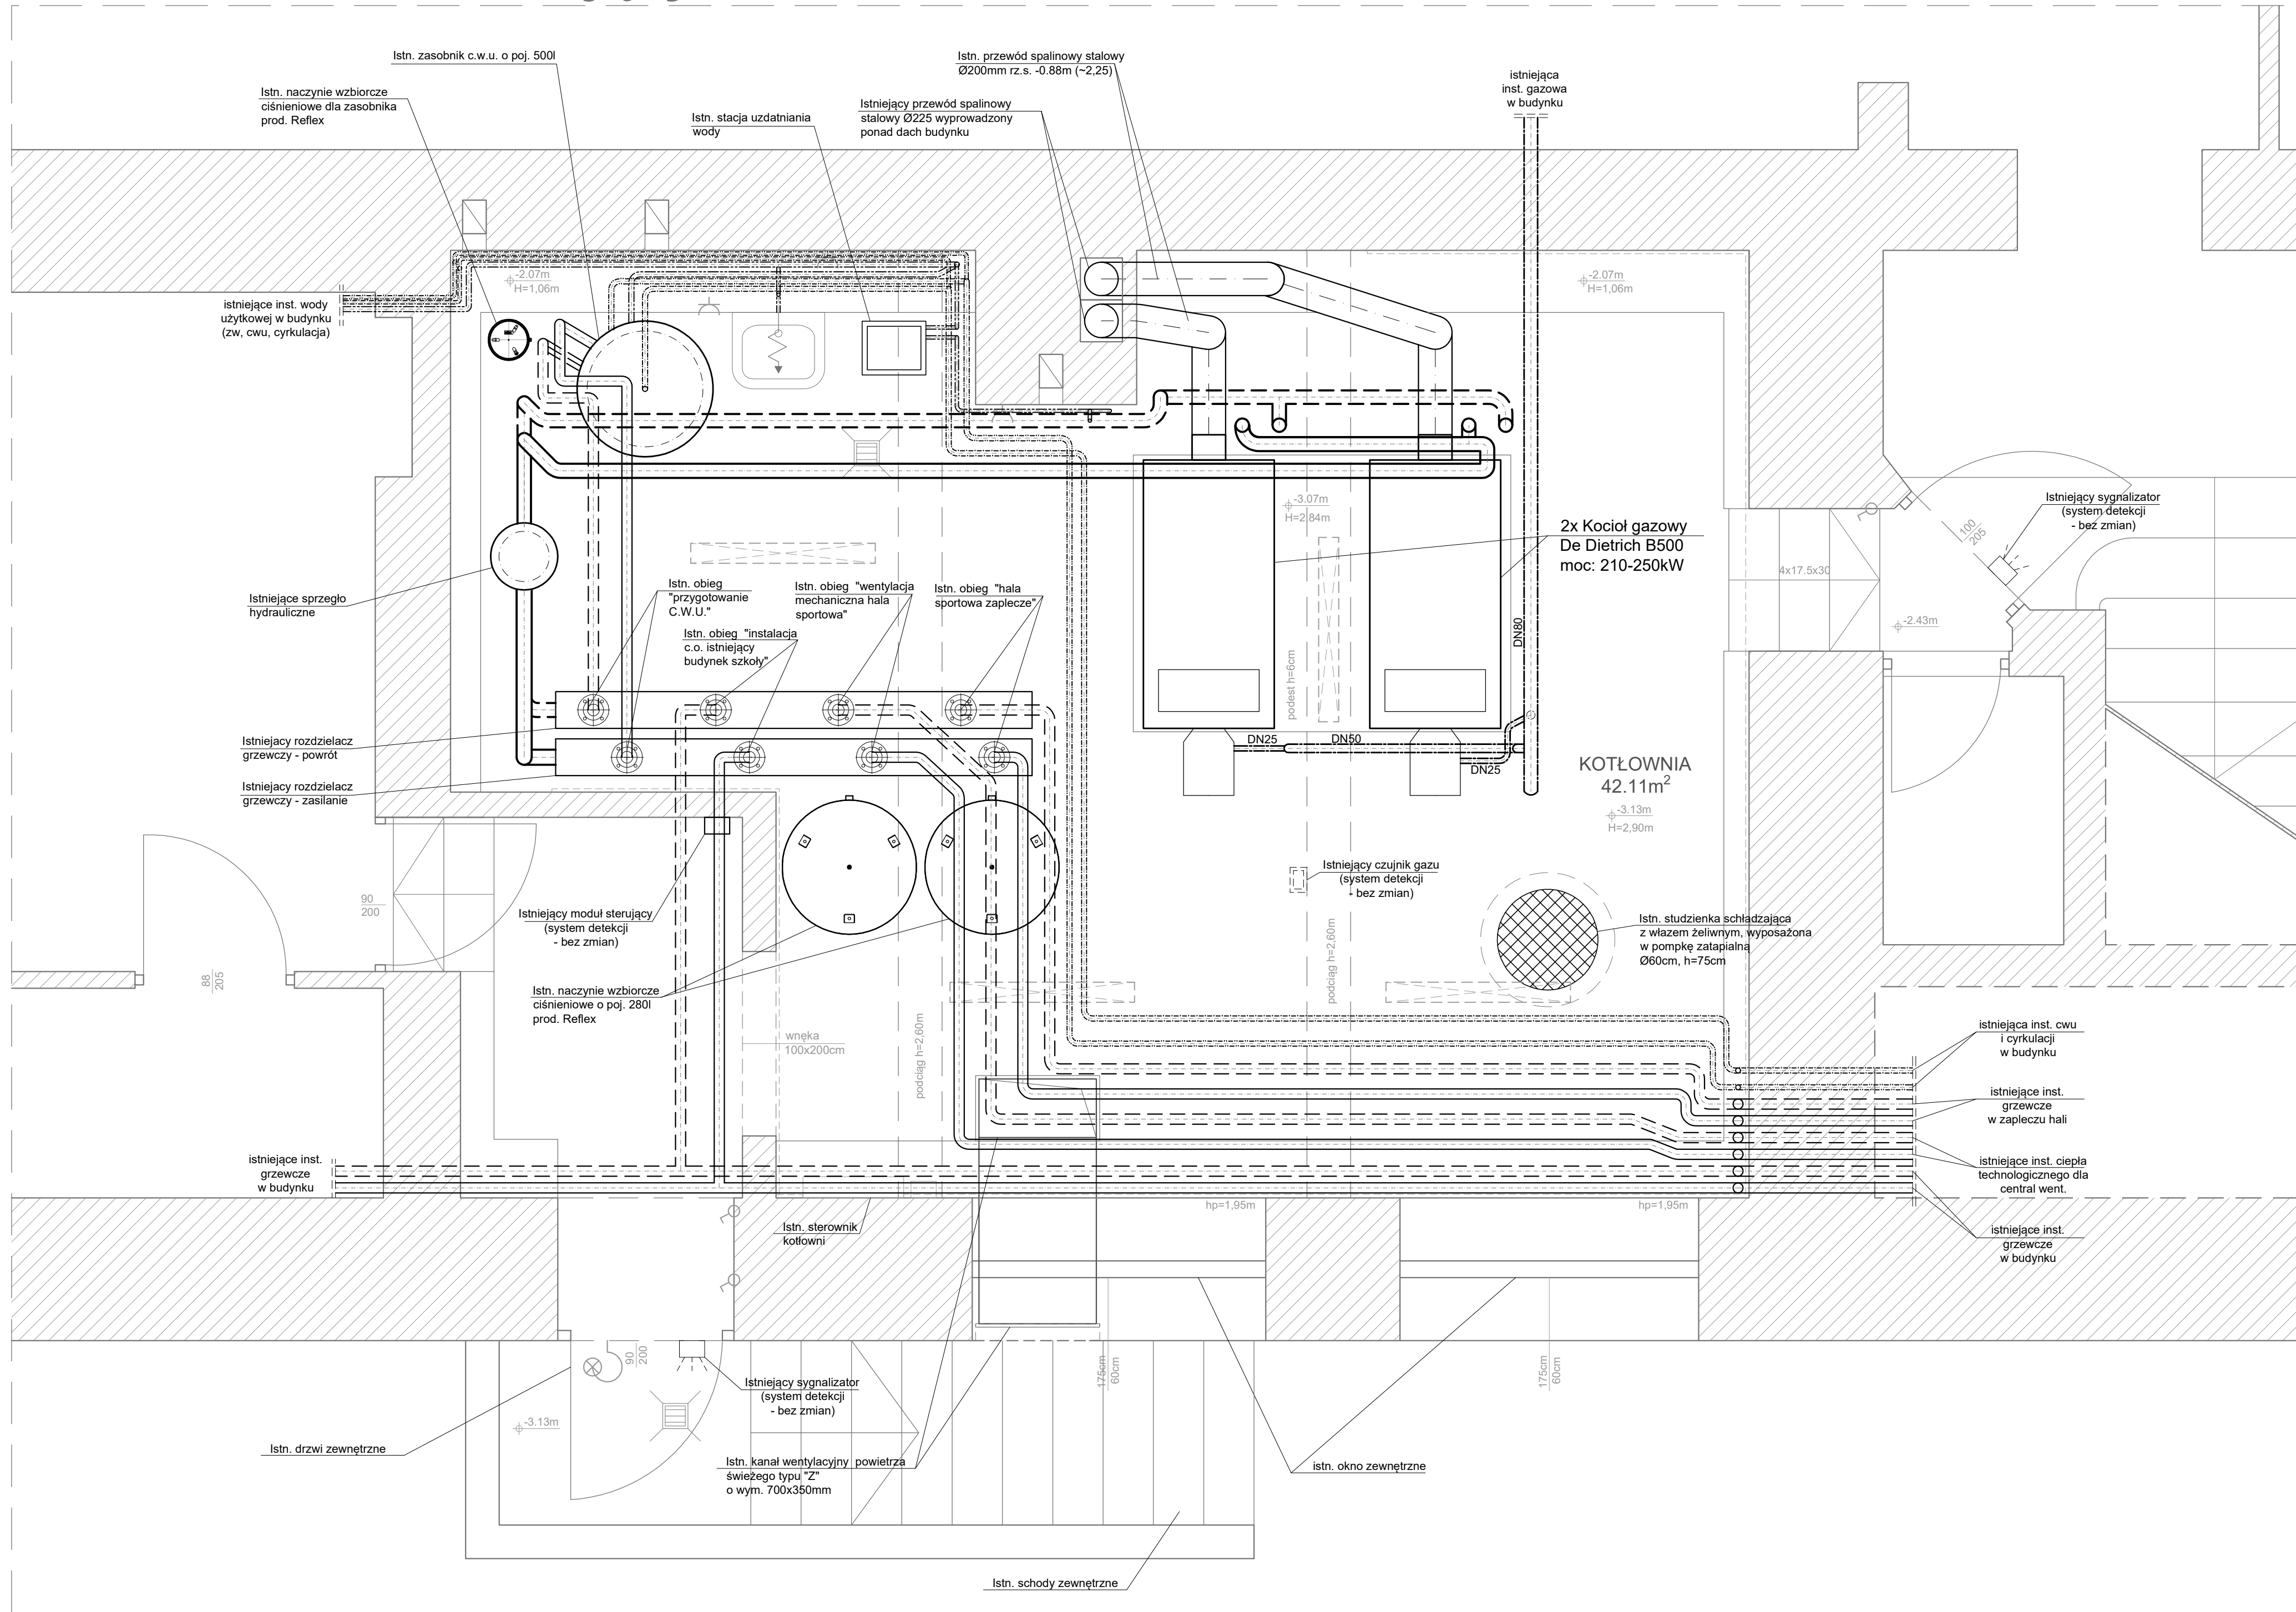 Istn. zasobnik c.w.u. o poj. 500l
Istn. przewód spalinowy stalowy
Ø200mm rz.s. -0.88m (~2,25)
istniejąca
inst. gazowa
w budynku
Istn. naczynie wzbiorcze
ciśnieniowe dla zasobnika
prod. Reflex
Istniejący przewód spalinowy
stalowy Ø225 wyprowadzony
ponad dach budynku
Istn. stacja uzdatniania
wody
-2.07m
H=1,06m
-2.07m
H=1,06m
istniejące inst. wody
użytkowej w budynku
(zw, cwu, cyrkulacja)
-3.07m
H=2,84m
2x Kocioł gazowy
De Dietrich B500
moc: 210-250kW
Istniejący sygnalizator
(system detekcji
- bez zmian)
100
205
4x17.5x30
-2.43m
Istniejące sprzęgło
hydrauliczne
Istn. obieg
"przygotowanie
C.W.U."
Istn. obieg "wentylacja
mechaniczna hala
sportowa"
Istn. obieg "hala
sportowa zaplecze"
Istn. obieg "instalacja
c.o. istniejący
budynek szkoły"
DN80
podest h=6cm
Istniejacy rozdzielacz
grzewczy - powrót
Istniejacy rozdzielacz
grzewczy - zasilanie
DN25
DN50
DN25
KOTŁOWNIA
42.11m2
-3.13m
H=2,90m
Istniejący czujnik gazu
(system detekcji
- bez zmian)
90
200
88
205
Istniejący moduł sterujący
(system detekcji
- bez zmian)
Istn. studzienka schładzająca
z włazem żeliwnym, wyposażona
w pompkę zatapialną
Ø60cm, h=75cm
podciąg h=2,60m
Istn. naczynie wzbiorcze
ciśnieniowe o poj. 280l
prod. Reflex
wnęka
100x200cm
podciąg h=2,60m
istniejąca inst. cwu
i cyrkulacji
w budynku
istniejące inst.
grzewcze
w zapleczu hali
istniejące inst.
grzewcze
w budynku
istniejące inst. ciepła
technologicznego dla
central went.
hp=1,95m
hp=1,95m
Istn. sterownik
kotłowni
istniejące inst.
grzewcze
w budynku
90
200
175cm
60cm
175cm
60cm
Istniejący sygnalizator
(system detekcji
- bez zmian)
-3.13m
Istn. drzwi zewnętrzne
Istn. kanał wentylacyjny powietrza
świeżego typu "Z"
o wym. 700x350mm
istn. okno zewnętrzne
Istn. schody zewnętrzne